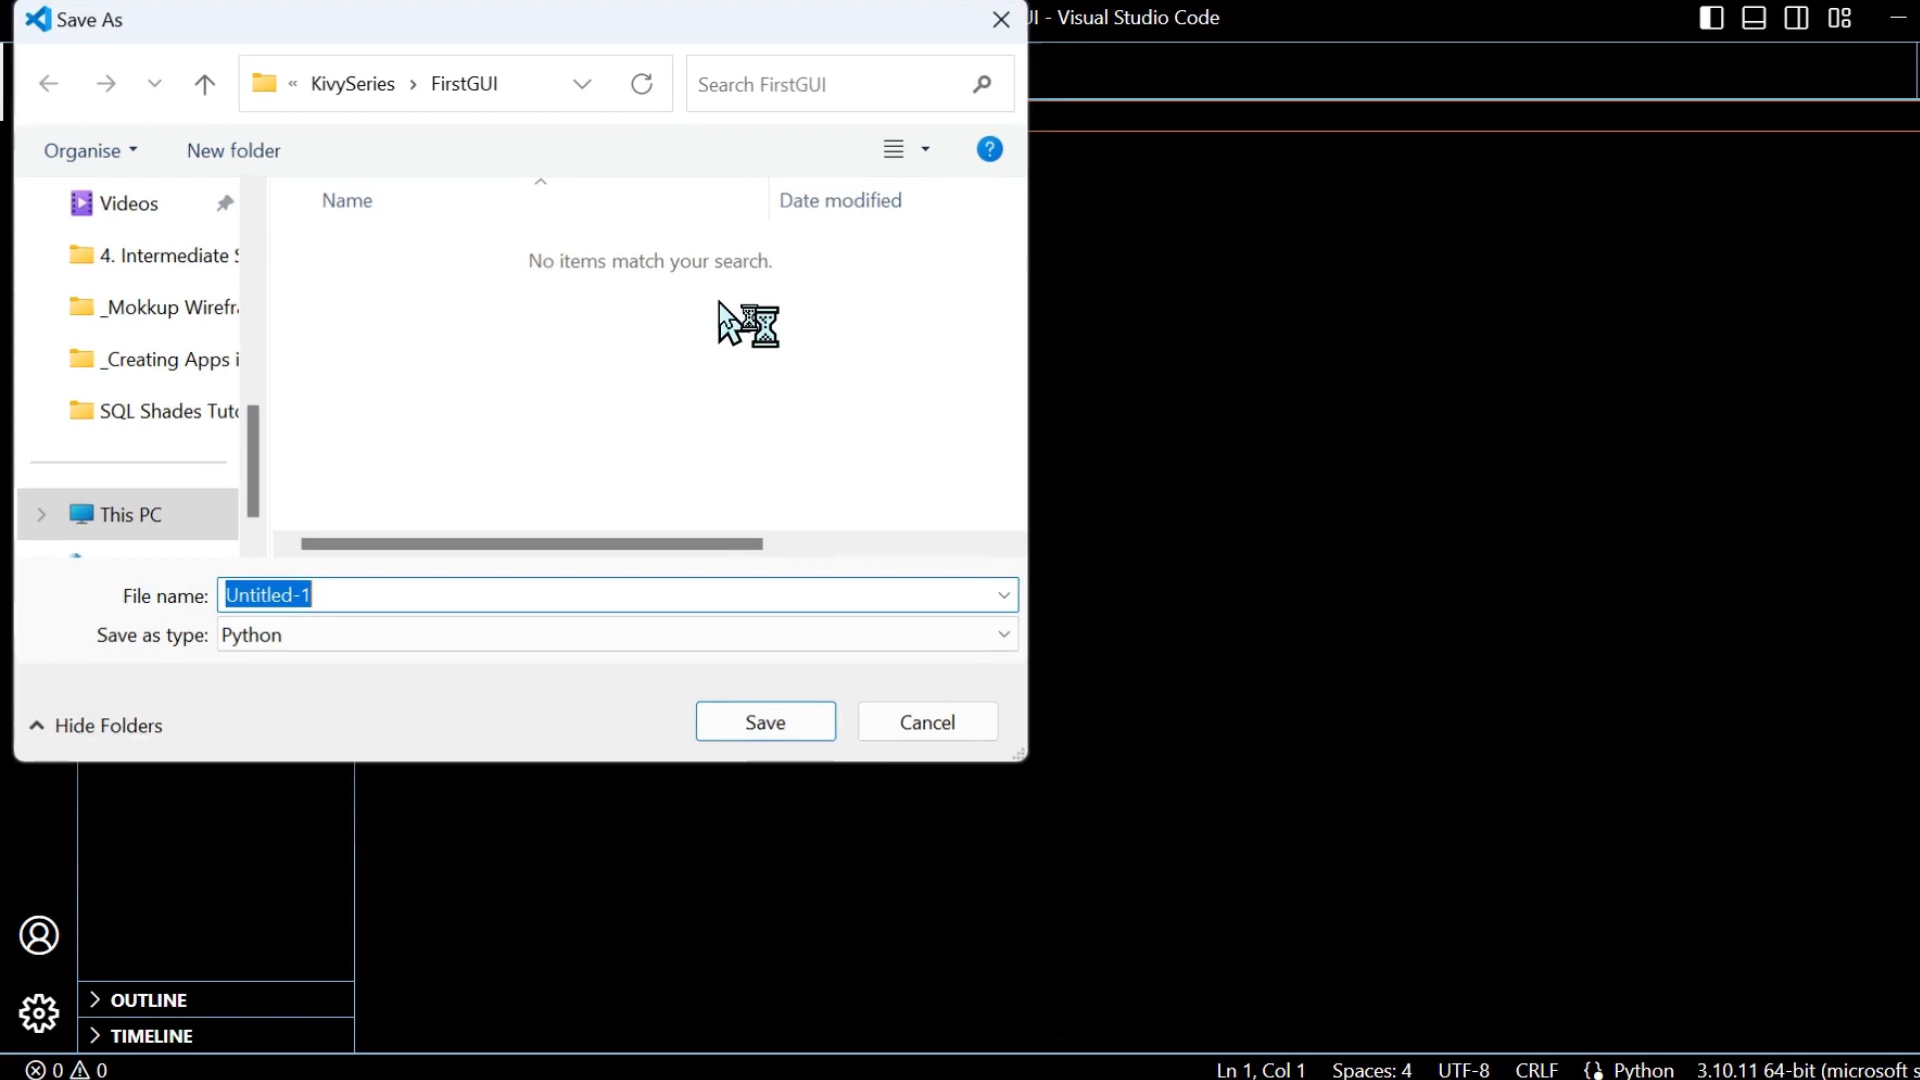 Save As
UI - Visual Studio Code
« KivySeries › FirstGUI
Search FirstGUI
Organise
New folder
?
Name
Date modified
Videos
No items match your search.
4. Intermediate S
_Mokkup Wirefra
_Creating Apps i
SQL Shades Tuto
This PC
File name: Untitled-1
Save as type: Python
Hide Folders
Save
Cancel
OUTLINE
TIMELINE
0 0
Ln 1, Col 1
Spaces: 4
UTF-8
CRLF
Python
3.10.11 64-bit (microsoft s